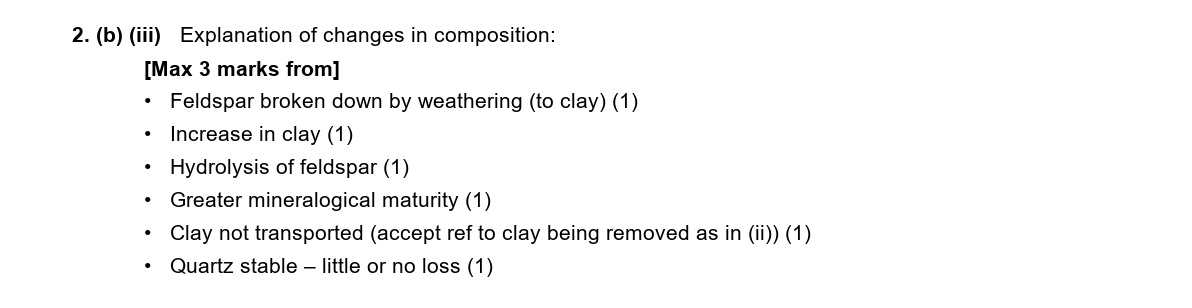 2. (b) (iii) Explanation of changes in composition:
[Max 3 marks from]
• Feldspar broken down by weathering (to clay) (1)
• Increase in clay (1)
• Hydrolysis of feldspar (1)
• Greater mineralogical maturity (1)
• Clay not transported (accept ref to clay being removed as in (ii)) (1)
• Quartz stable – little or no loss (1)